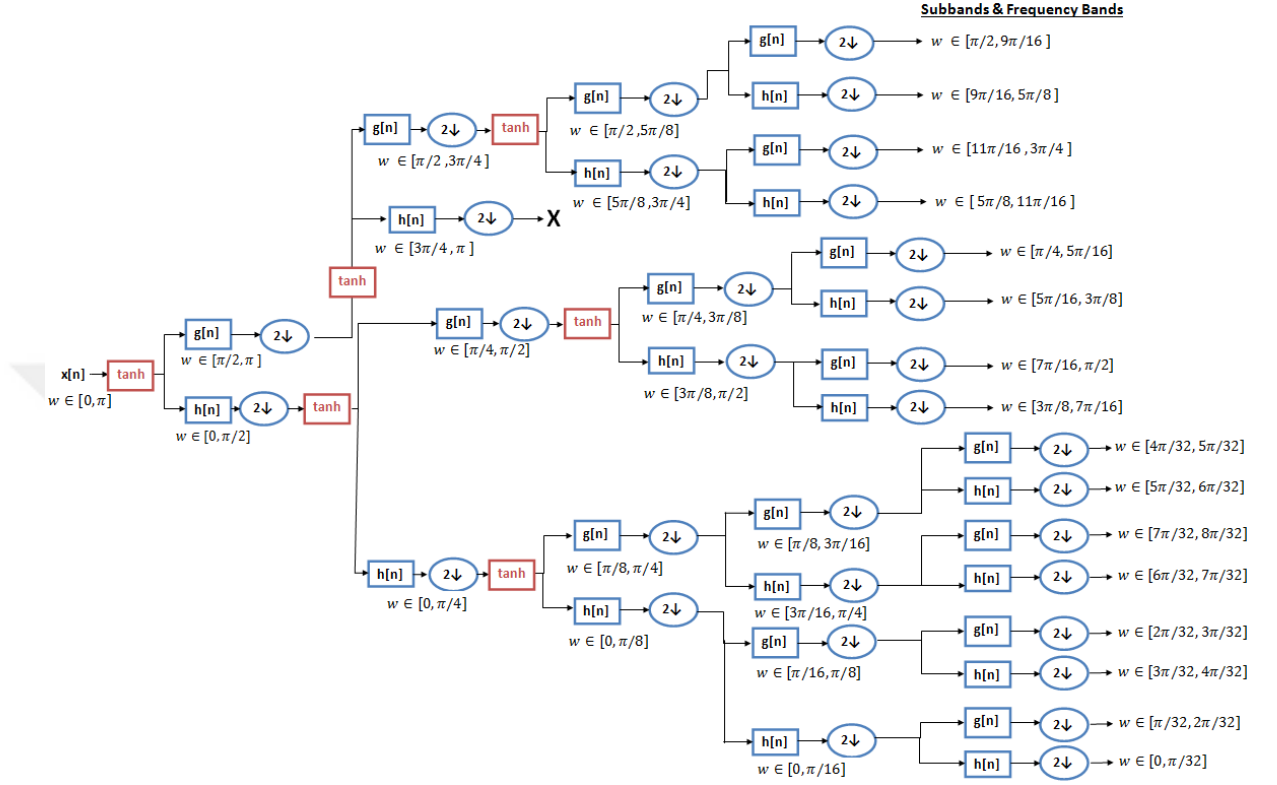 Subbands & Frequency Bands
g[n] 2↓ w ∈ [π/2, 9π/16 ]
h[n] 2↓ w ∈ [9π/16, 5π/8 ]
g[n] 2↓ tanh g[n] 2↓
w ∈ [π/2 ,3π/4 ]
w ∈ [π/2 ,5π/8]
g[n] 2↓ w ∈ [11π/16 ,3π/4 ]
h[n] 2↓
w ∈ [5π/8 ,3π/4]
h[n] 2↓ w ∈ [ 5π/8, 11π/16 ]
h[n] 2↓ X
w ∈ [3π/4 , π ]
tanh
g[n] 2↓ w ∈ [π/4, 5π/16]
g[n] 2↓
w ∈ [π/4, 3π/8]
h[n] 2↓ w ∈ [5π/16, 3π/8]
g[n] 2↓
w ∈ [π/2, π ]
g[n] 2↓ tanh
w ∈ [π/4, π/2]
h[n] 2↓
w ∈ [3π/8, π/2]
g[n] 2↓ w ∈ [7π/16, π/2]
h[n] 2↓ w ∈ [3π/8, 7π/16]
x[n] tanh
w ∈ [0, π]
h[n] 2↓ tanh
w ∈ [0, π/2]
g[n] 2↓ w ∈ [4π/32, 5π/32]
h[n] 2↓ w ∈ [5π/32, 6π/32]
g[n] 2↓
w ∈ [π/8, 3π/16]
g[n] 2↓
w ∈ [π/8, π/4]
g[n] 2↓ w ∈ [7π/32, 8π/32]
h[n] 2↓ w ∈ [6π/32, 7π/32]
h[n] 2↓ tanh
w ∈ [0, π/4]
h[n] 2↓
w ∈ [3π/16, π/4]
h[n] 2↓
w ∈ [0, π/8]
g[n] 2↓
w ∈ [π/16, π/8]
g[n] 2↓ w ∈ [2π/32, 3π/32]
h[n] 2↓ w ∈ [3π/32, 4π/32]
g[n] 2↓ w ∈ [π/32, 2π/32]
h[n] 2↓
w ∈ [0, π/16]
h[n] 2↓ w ∈ [0, π/32]